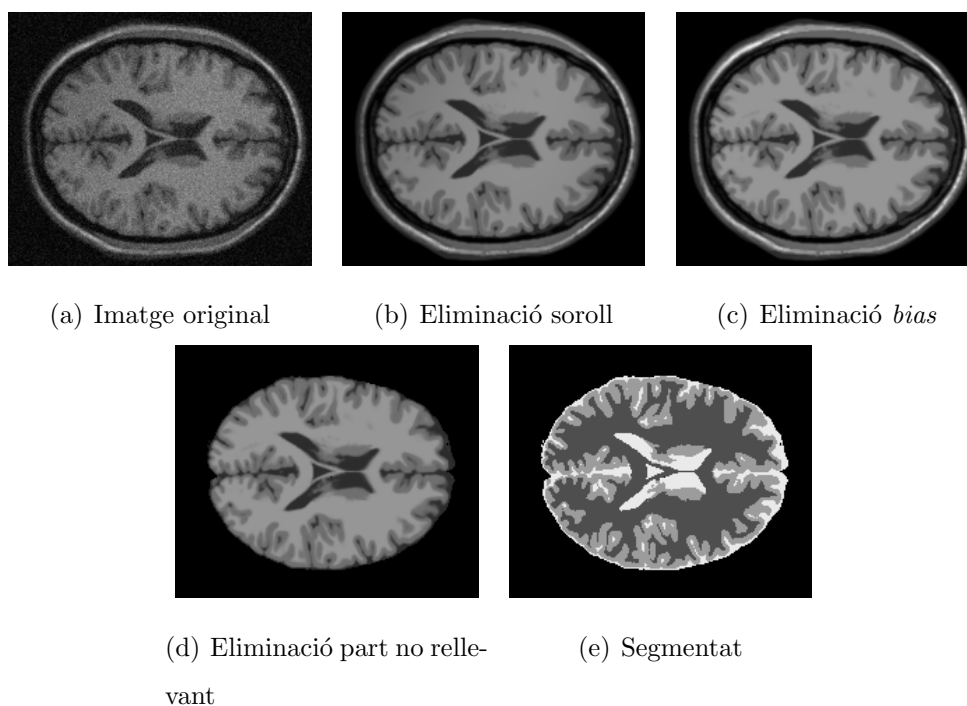 (a) Imatge original
(b) Eliminació soroll
(c) Eliminació bias
(d) Eliminació part no relle-
vant
(e) Segmentat